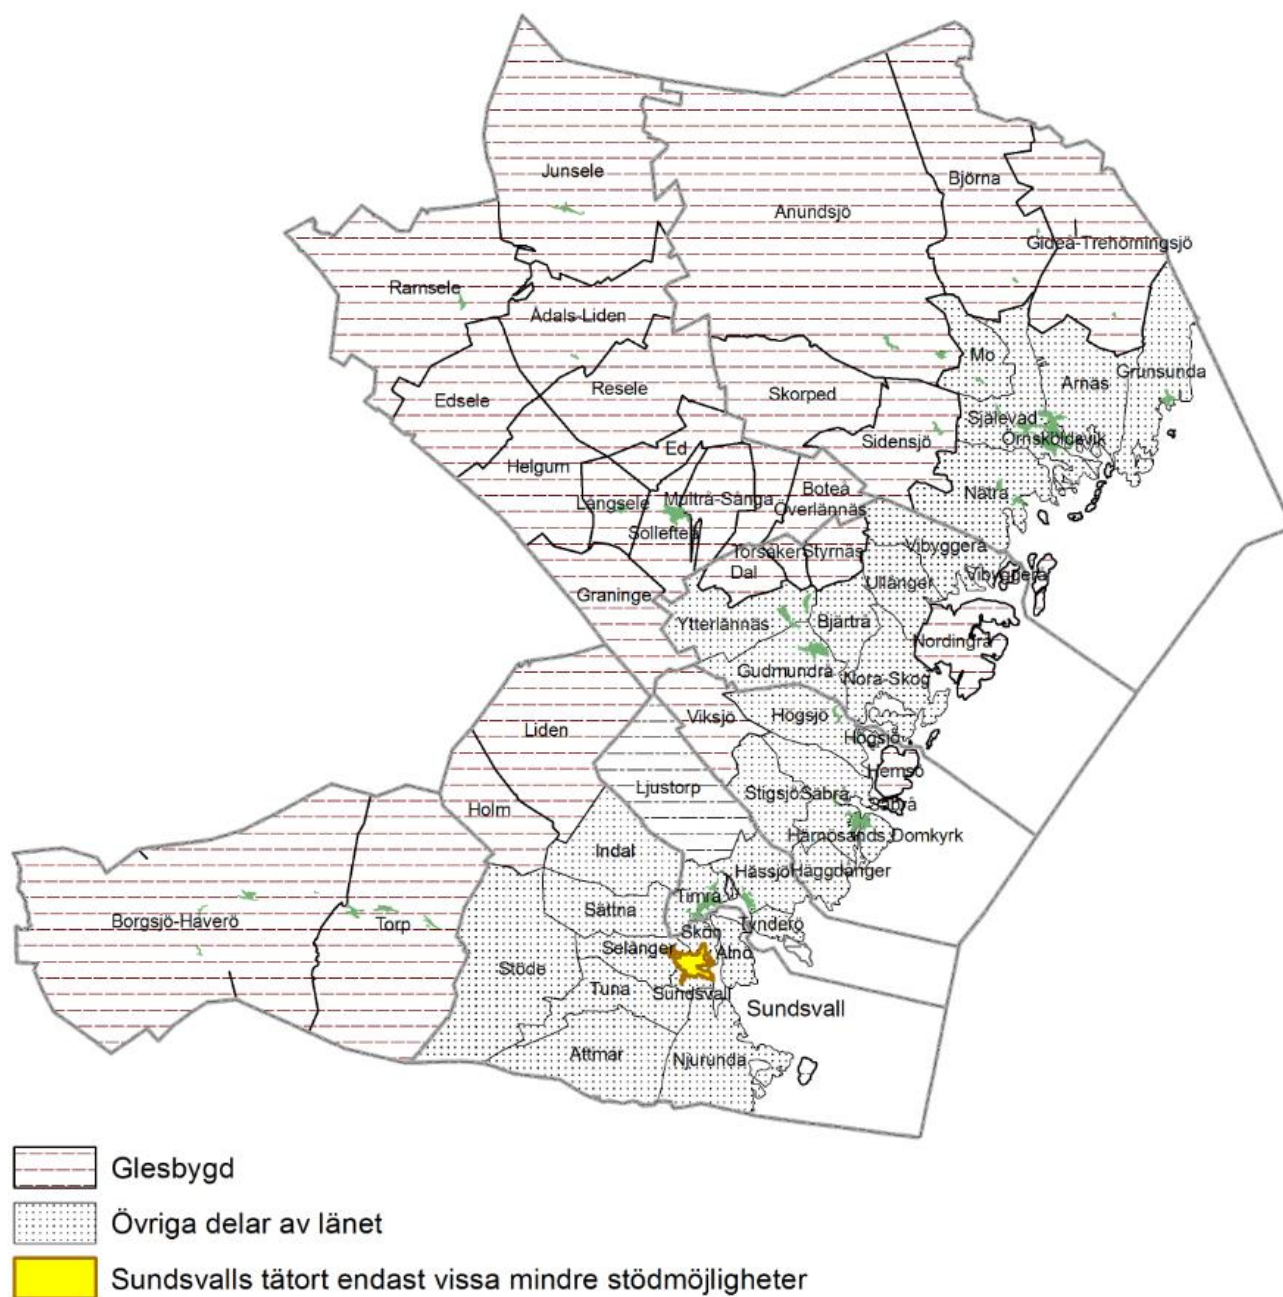 Junsele
Björna
Anundsjö
Gideå-Trehörningsjö
Ramsele
Ådals-Liden
Mo
Resele
Arnäs
Grunsunda
Edsele
Skorped
Själevad
Sidensjö
Örnsköldsvik
Ed
Helgum
Nätra
Långsele
Multrå-Sånga
Boteå
Överlännäs
Sollefteå
Vibyggerå
Torsåker
Styrnäs
Dal
Ullånger
Vibyggerå
Graninge
Ytterlännäs
Bjärtrå
Nordingrå
Gudmundrå
Nora-Skog
Viksjö
Högsjö
Liden
Högsjö
Hemsö
Ljustorp
Stigsjö
Säbrå
Säbrå
Holm
Härnösands Domkyrk
Indal
Hässjö
Häggdånger
Timrå
Sättna
Borgsjö-Haverö
Torp
Tynderö
Skön
Selånger
Alnö
Stöde
Tuna
Sundsvall
Sundsvall
Attmar
Njurunda
Glesbygd
Övriga delar av länet
Sundsvalls tätort endast vissa mindre stödmöjligheter